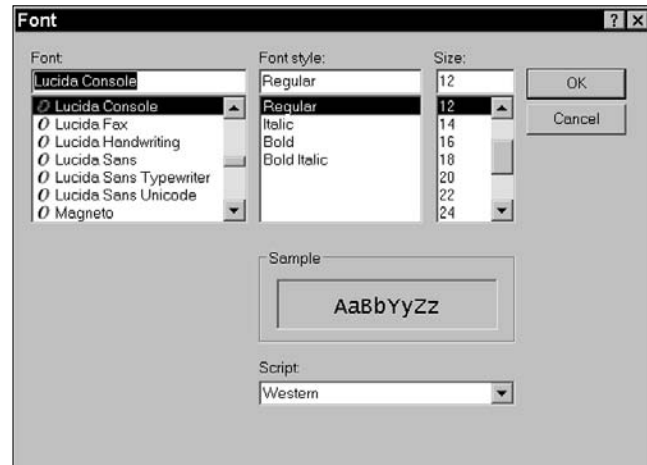 Font
Font:
Lucida Console
Lucida Console
Lucida Fax
Lucida Handwriting
Lucida Sans
Lucida Sans Typewriter
Lucida Sans Unicode
Magneto
Font style:
Regular
Regular
Italic
Bold
Bold Italic
Size:
12
12
14
16
18
20
22
24
OK
Cancel
Sample
AaBbYyZz
Script:
Western